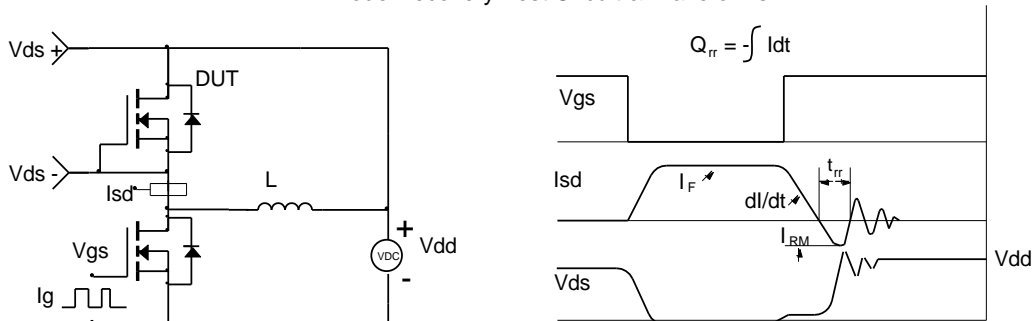 Vds +
DUT
Vds -
Isd
L
Vgs
Ig
+
VDC
-
Vdd
Qrr = - ∫ Idt
Vgs
Isd
IF
dI/dt
trr
IRM
Vds
Vdd